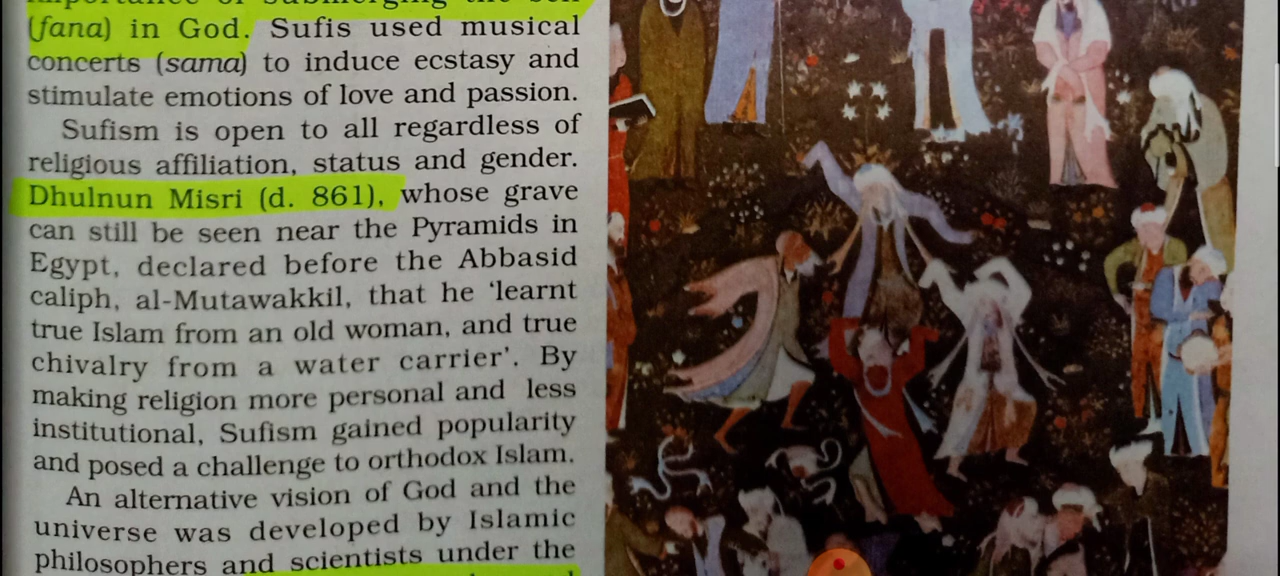 importance of submerging the self
(fana) in God. Sufis used musical
concerts (sama) to induce ecstasy and
stimulate emotions of love and passion.
Sufism is open to all regardless of
religious affiliation, status and gender.
Dhulnun Misri (d. 861), whose grave
can still be seen near the Pyramids in
Egypt, declared before the Abbasid
caliph, al-Mutawakkil, that he ‘learnt
true Islam from an old woman, and true
chivalry from a water carrier’. By
making religion more personal and less
institutional, Sufism gained popularity
and posed a challenge to orthodox Islam.
An alternative vision of God and the
universe was developed by Islamic
philosophers and scientists under the